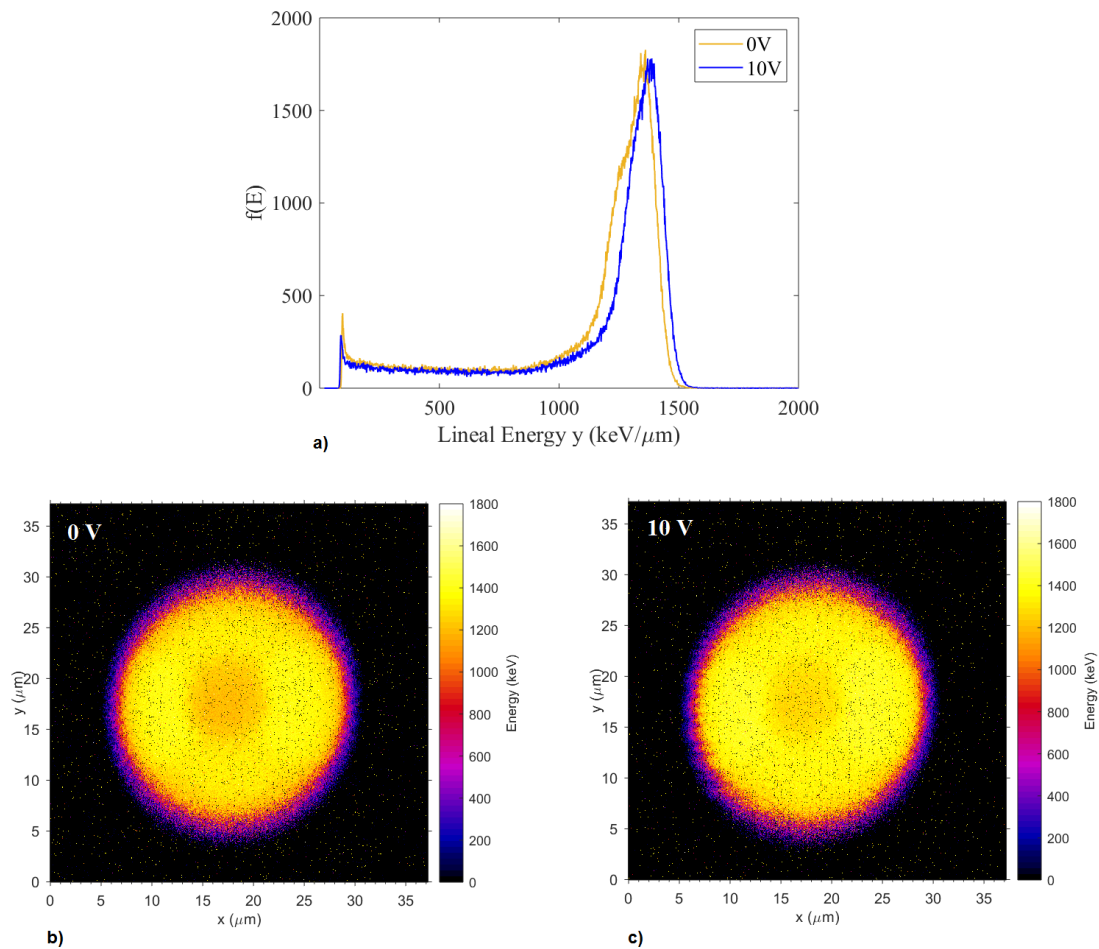 2000
1500
1000
500
0
f(E)
0V
10V
500 1000 1500 2000
Lineal Energy y (keV/μm)
a)
0 V
35
30
25
20
15
10
5
0
y (μm)
0 5 10 15 20 25 30 35
x (μm)
1800
1600
1400
1200
1000
800
600
400
200
0
Energy (keV)
b)
10 V
35
30
25
20
15
10
5
0
y (μm)
0 5 10 15 20 25 30 35
x (μm)
1800
1600
1400
1200
1000
800
600
400
200
0
Energy (keV)
c)